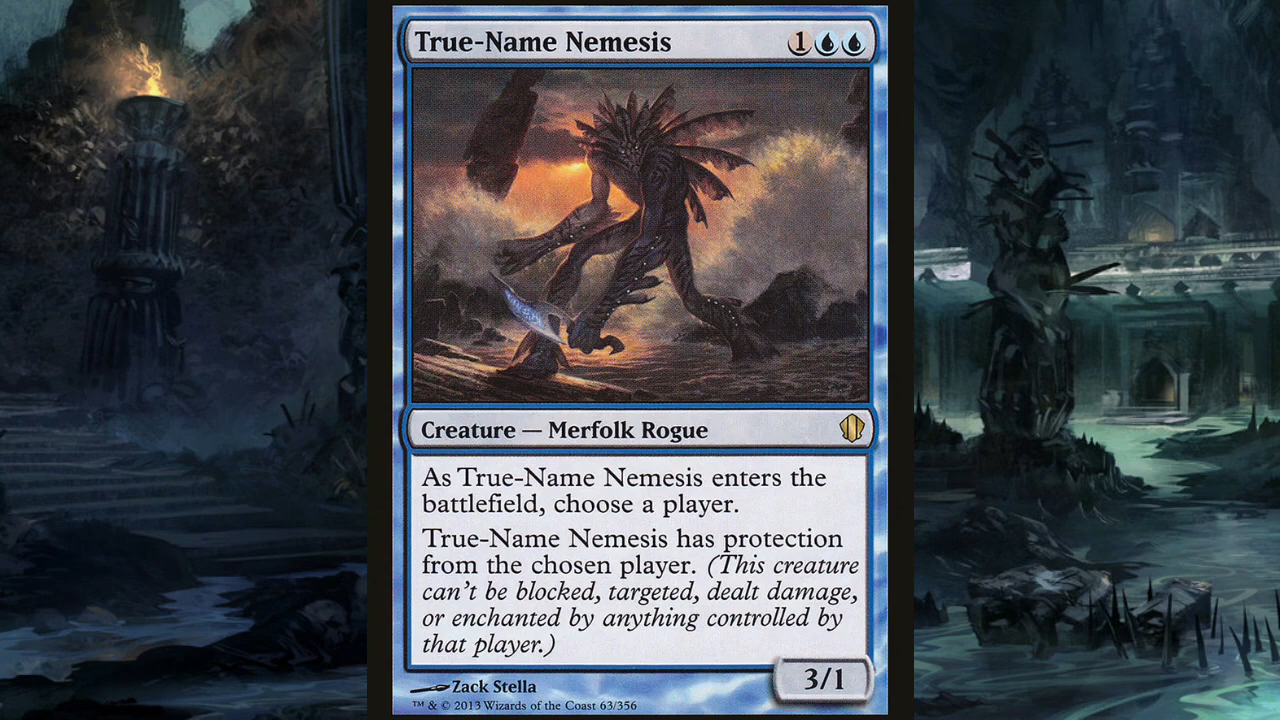 True-Name Nemesis 1
Creature — Merfolk Rogue
As True-Name Nemesis enters the
battlefield, choose a player.
True-Name Nemesis has protection
from the chosen player. (This creature
can't be blocked, targeted, dealt damage,
or enchanted by anything controlled by
that player.)
3/1
Zack Stella
™ & © 2013 Wizards of the Coast 63/356